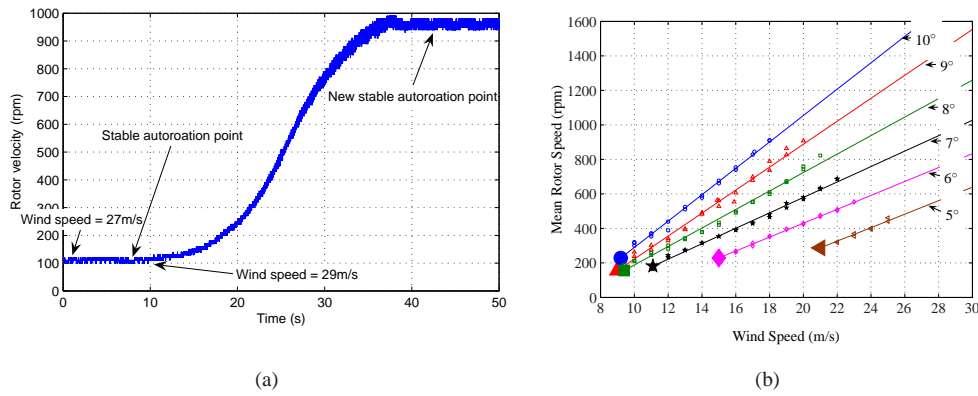 1000
900
800
700
600
500
400
300
200
100
0
Rotor velocity (rpm)
0 10 20 30 40 50
Time (s)
Wind speed = 27m/s
Stable autoroation point
Wind speed = 29m/s
New stable autoroation point
(a)
1600
1400
1200
1000
800
600
400
200
0
Mean Rotor Speed (rpm)
8 10 12 14 16 18 20 22 24 26 28 30
Wind Speed (m/s)
10°
9°
8°
7°
6°
5°
(b)